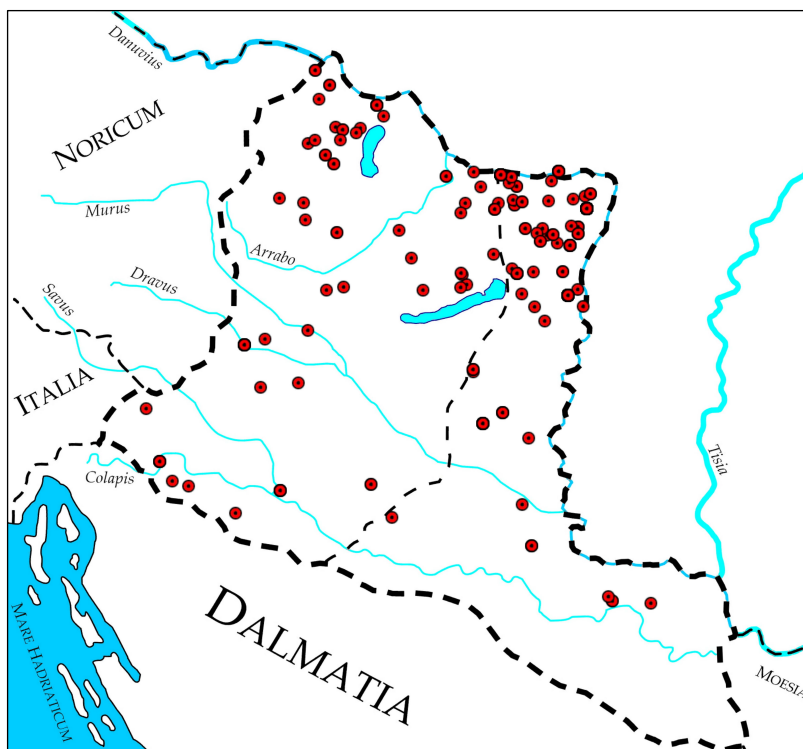 Danuvius
NORICUM
Murus
Arrabo
Dravus
Savus
ITALIA
Colapis
Tisia
DALMATIA
MARE HADRIATICUM
MOESIA